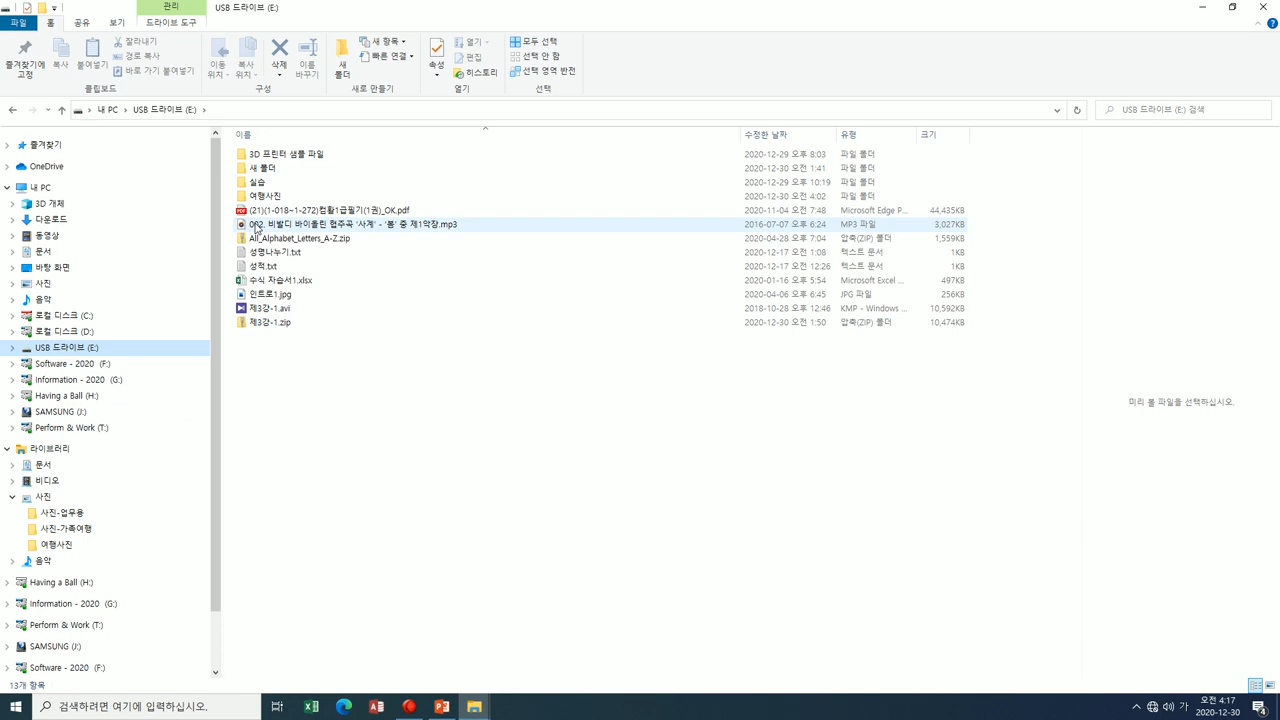 관리
USB 드라이브 (E:)
파일
홈
공유
보기
드라이브 도구
즐겨찾기에 고정
복사
붙여넣기
잘라내기
경로 복사
바로 가기 붙여넣기
이동 위치
복사 위치
삭제
이름 바꾸기
새 폴더
새 항목
빠른 연결
속성
열기
편집
히스토리
모두 선택
선택 안 함
선택 영역 반전
클립보드
구성
새로 만들기
열기
선택
내 PC > USB 드라이브 (E:) >
USB 드라이브 (E:) 검색
이름 수정한 날짜 유형 크기
3D 프린터 샘플 파일 2020-12-29 오후 8:03 파일 폴더
새 폴더 2020-12-30 오전 1:41 파일 폴더
실습 2020-12-29 오후 10:19 파일 폴더
여행사진 2020-12-30 오전 4:02 파일 폴더
(21)(1-018~1-272)컴활1급필기(1권)_OK.pdf 2020-11-04 오전 7:48 Microsoft Edge P... 44,435KB
비발디 바이올린 협주곡 '사계' - '봄' 중 제1악장.mp3 2016-07-07 오후 6:24 MP3 파일 3,027KB
All_Alphabet_Letters_A-Z.zip 2020-04-28 오후 7:04 압축(ZIP) 폴더 1,559KB
성명나누기.txt 2020-12-17 오전 1:08 텍스트 문서 1KB
성적.txt 2020-12-17 오전 12:26 텍스트 문서 1KB
수식 자습서1.xlsx 2020-01-16 오후 5:54 Microsoft Excel ... 497KB
인트로1.jpg 2020-04-06 오후 6:45 JPG 파일 256KB
제3강-1.avi 2018-10-28 오후 12:46 KMP - Windows ... 10,592KB
제3강-1.zip 2020-12-30 오전 1:50 압축(ZIP) 폴더 10,474KB
즐겨찾기
OneDrive
내 PC
3D 개체
다운로드
동영상
문서
바탕 화면
사진
음악
로컬 디스크 (C:)
로컬 디스크 (D:)
USB 드라이브 (E:)
Software - 2020 (F:)
Information - 2020 (G:)
Having a Ball (H:)
SAMSUNG (J:)
Perform & Work (T:)
라이브러리
문서
비디오
사진
사진-업무용
사진-가족여행
여행사진
음악
Having a Ball (H:)
Information - 2020 (G:)
Perform & Work (T:)
SAMSUNG (J:)
Software - 2020 (F:)
미리 볼 파일을 선택하십시오.
13개 항목
검색하려면 여기에 입력하십시오.
가
오전 4:17
2020-12-30
4